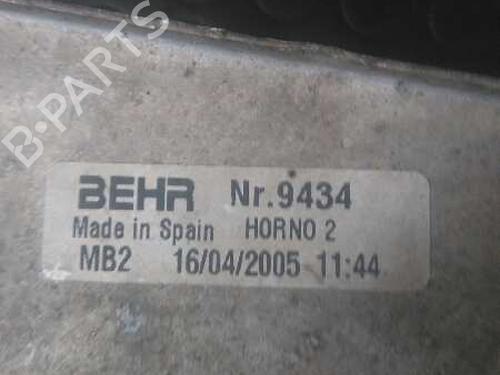 B-PARTS
BEHR Nr.9434
Made in Spain HORNO 2
MB2 16/04/2005 11:44